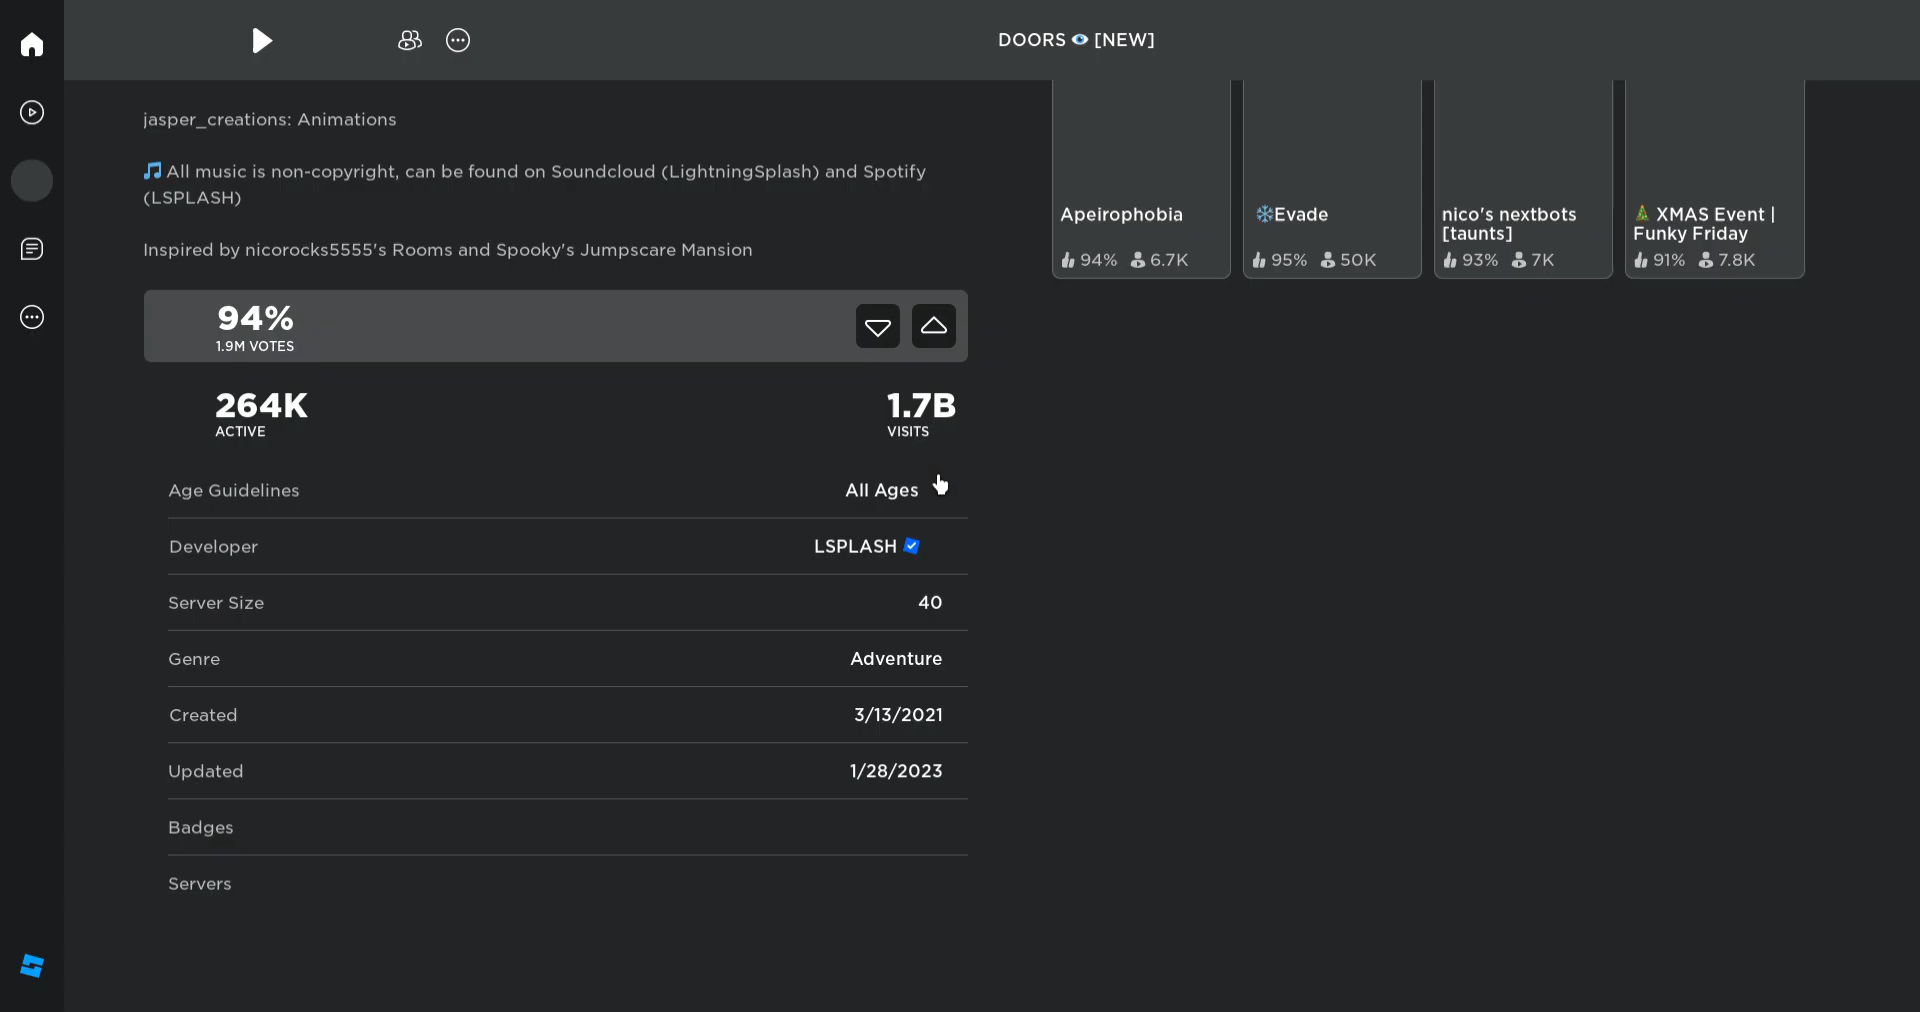 DOORS 👁 [NEW]
jasper_creations: Animations
🎵 All music is non-copyright, can be found on Soundcloud (LightningSplash) and Spotify
(LSPLASH)
Inspired by nicorocks5555's Rooms and Spooky's Jumpscare Mansion
94%
1.9M VOTES
264K
ACTIVE
1.7B
VISITS
Age Guidelines
All Ages
Developer
LSPLASH
Server Size
40
Genre
Adventure
Created
3/13/2021
Updated
1/28/2023
Badges
Servers
Apeirophobia
94% 6.7K
❄️Evade
95% 50K
nico's nextbots
[taunts]
93% 7K
🎄 XMAS Event |
Funky Friday
91% 7.8K